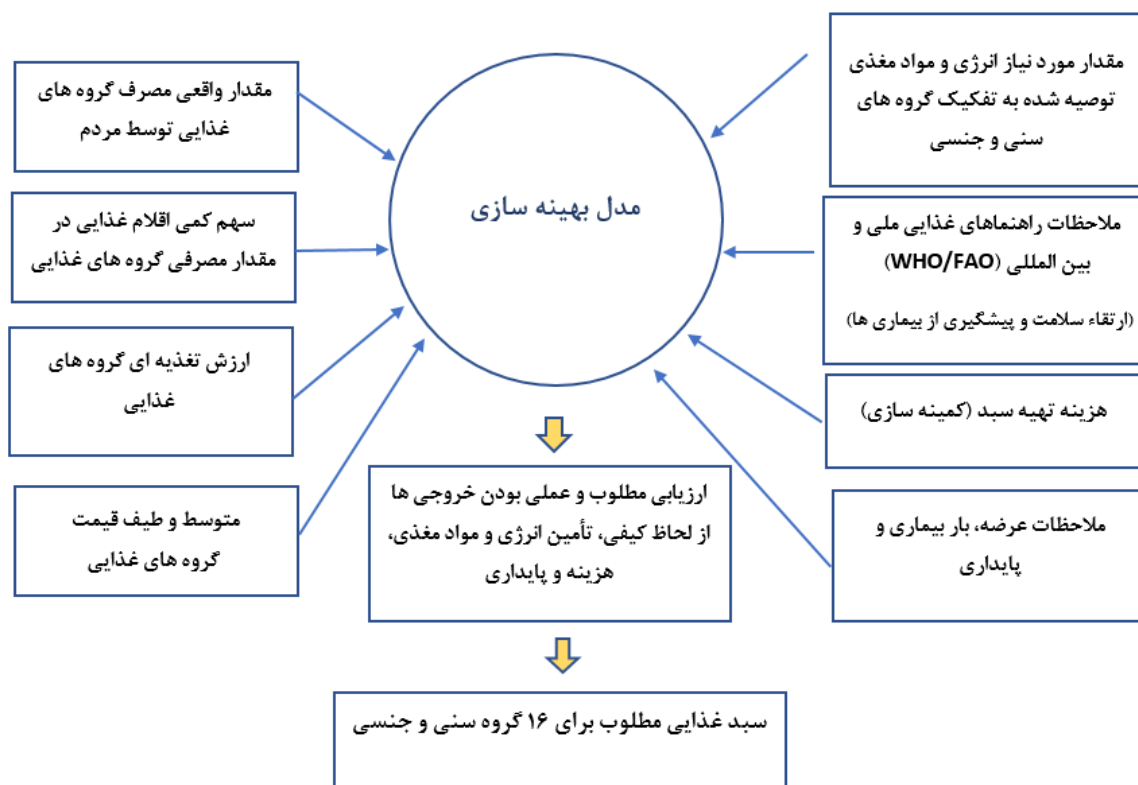 مدل بهینه سازی
مقدار مورد نیاز انرژی و مواد مغذی
توصیه شده به تفکیک گروه های
سنی و جنسی
ملاحظات راهنماهای غذایی ملی و
بین المللی (WHO/FAO)
(ارتقاء سلامت و پیشگیری از بیماری ها)
هزینه تهیه سبد (کمینه سازی)
ملاحظات عرضه، بار بیماری و
پایداری
مقدار واقعی مصرف گروه های
غذایی توسط مردم
سهم کمی اقلام غذایی در
مقدار مصرفی گروه های غذایی
ارزش تغذیه ای گروه های
غذایی
متوسط و طیف قیمت
گروه های غذایی
ارزیابی مطلوب و عملی بودن خروجی ها
از لحاظ کیفی، تأمین انرژی و مواد مغذی،
هزینه و پایداری
سبد غذایی مطلوب برای ۱۶ گروه سنی و جنسی